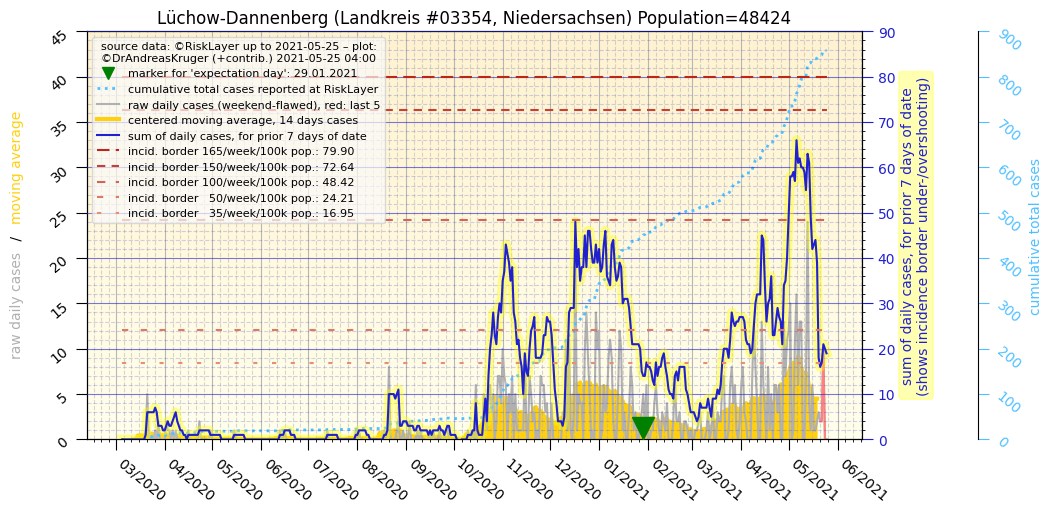 Lüchow-Dannenberg (Landkreis #03354, Niedersachsen) Population=48424
source data: ©RiskLayer up to 2021-05-25 – plot:
©DrAndreasKruger (+contrib.) 2021-05-25 04:00
marker for 'expectation day': 29.01.2021
cumulative total cases reported at RiskLayer
raw daily cases (weekend-flawed), red: last 5
centered moving average, 14 days cases
sum of daily cases, for prior 7 days of date
incid. border 165/week/100k pop.: 79.90
incid. border 150/week/100k pop.: 72.64
incid. border 100/week/100k pop.: 48.42
incid. border 50/week/100k pop.: 24.21
incid. border 35/week/100k pop.: 16.95
raw daily cases / moving average
45
40
35
30
25
20
15
10
5
0
03/2020
04/2020
05/2020
06/2020
07/2020
08/2020
09/2020
10/2020
11/2020
12/2020
01/2021
02/2021
03/2021
04/2021
05/2021
06/2021
90
80
70
60
50
40
30
20
10
0
sum of daily cases, for prior 7 days of date
(shows incidence border under-/overshooting)
900
800
700
600
500
400
300
200
100
0
cumulative total cases